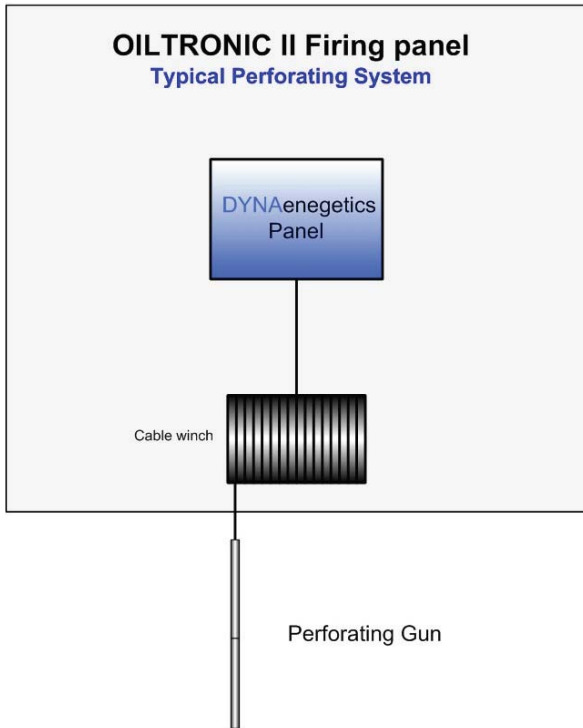 OILTRONIC II Firing panel
Typical Perforating System
DYNAenegetics
Panel
Cable winch
Perforating Gun